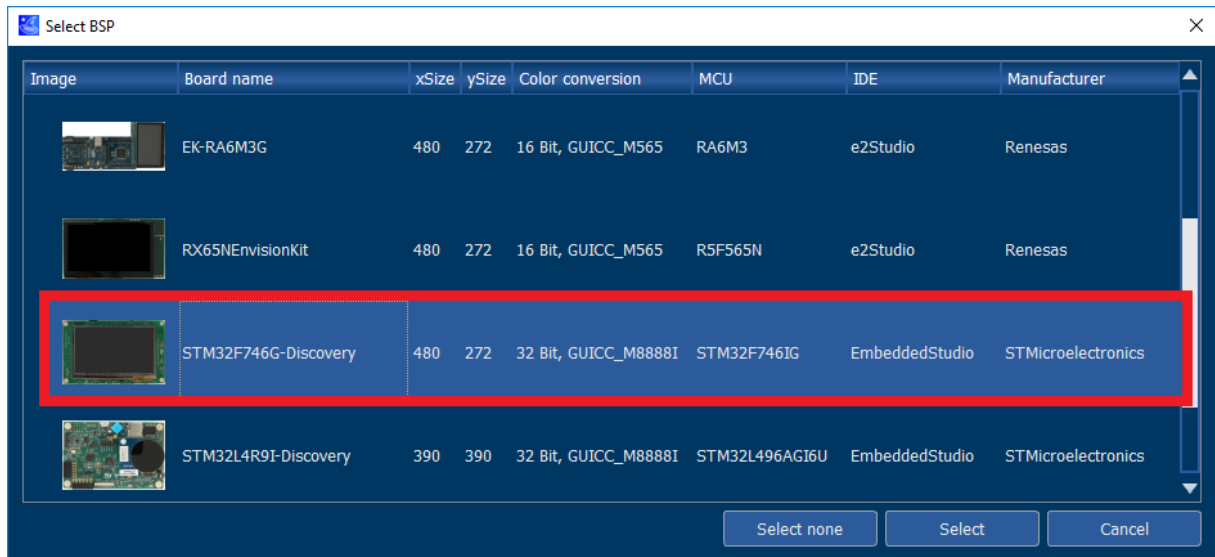 Select BSP
Image Board name xSize ySize Color conversion MCU IDE Manufacturer
EK-RA6M3G 480 272 16 Bit, GUICC_M565 RA6M3 e2Studio Renesas
RX65NEnvisionKit 480 272 16 Bit, GUICC_M565 R5F565N e2Studio Renesas
STM32F746G-Discovery 480 272 32 Bit, GUICC_M8888I STM32F746IG EmbeddedStudio STMicroelectronics
STM32L4R9I-Discovery 390 390 32 Bit, GUICC_M8888I STM32L496AGI6U EmbeddedStudio STMicroelectronics
Select none Select Cancel